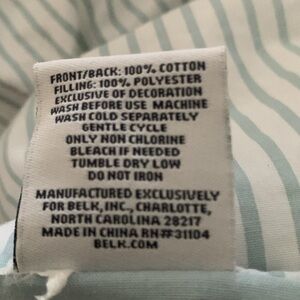 FRONT/BACK: 100% COTTON
FILLING: 100% POLYESTER
EXCLUSIVE OF DECORATION
WASH BEFORE USE MACHINE
WASH COLD SEPARATELY
GENTLE CYCLE
ONLY NON CHLORINE
BLEACH IF NEEDED
TUMBLE DRY LOW
DO NOT IRON
MANUFACTURED EXCLUSIVELY
FOR BELK, INC., CHARLOTTE,
NORTH CAROLINA 28217
MADE IN CHINA RN#31104
BELK.COM